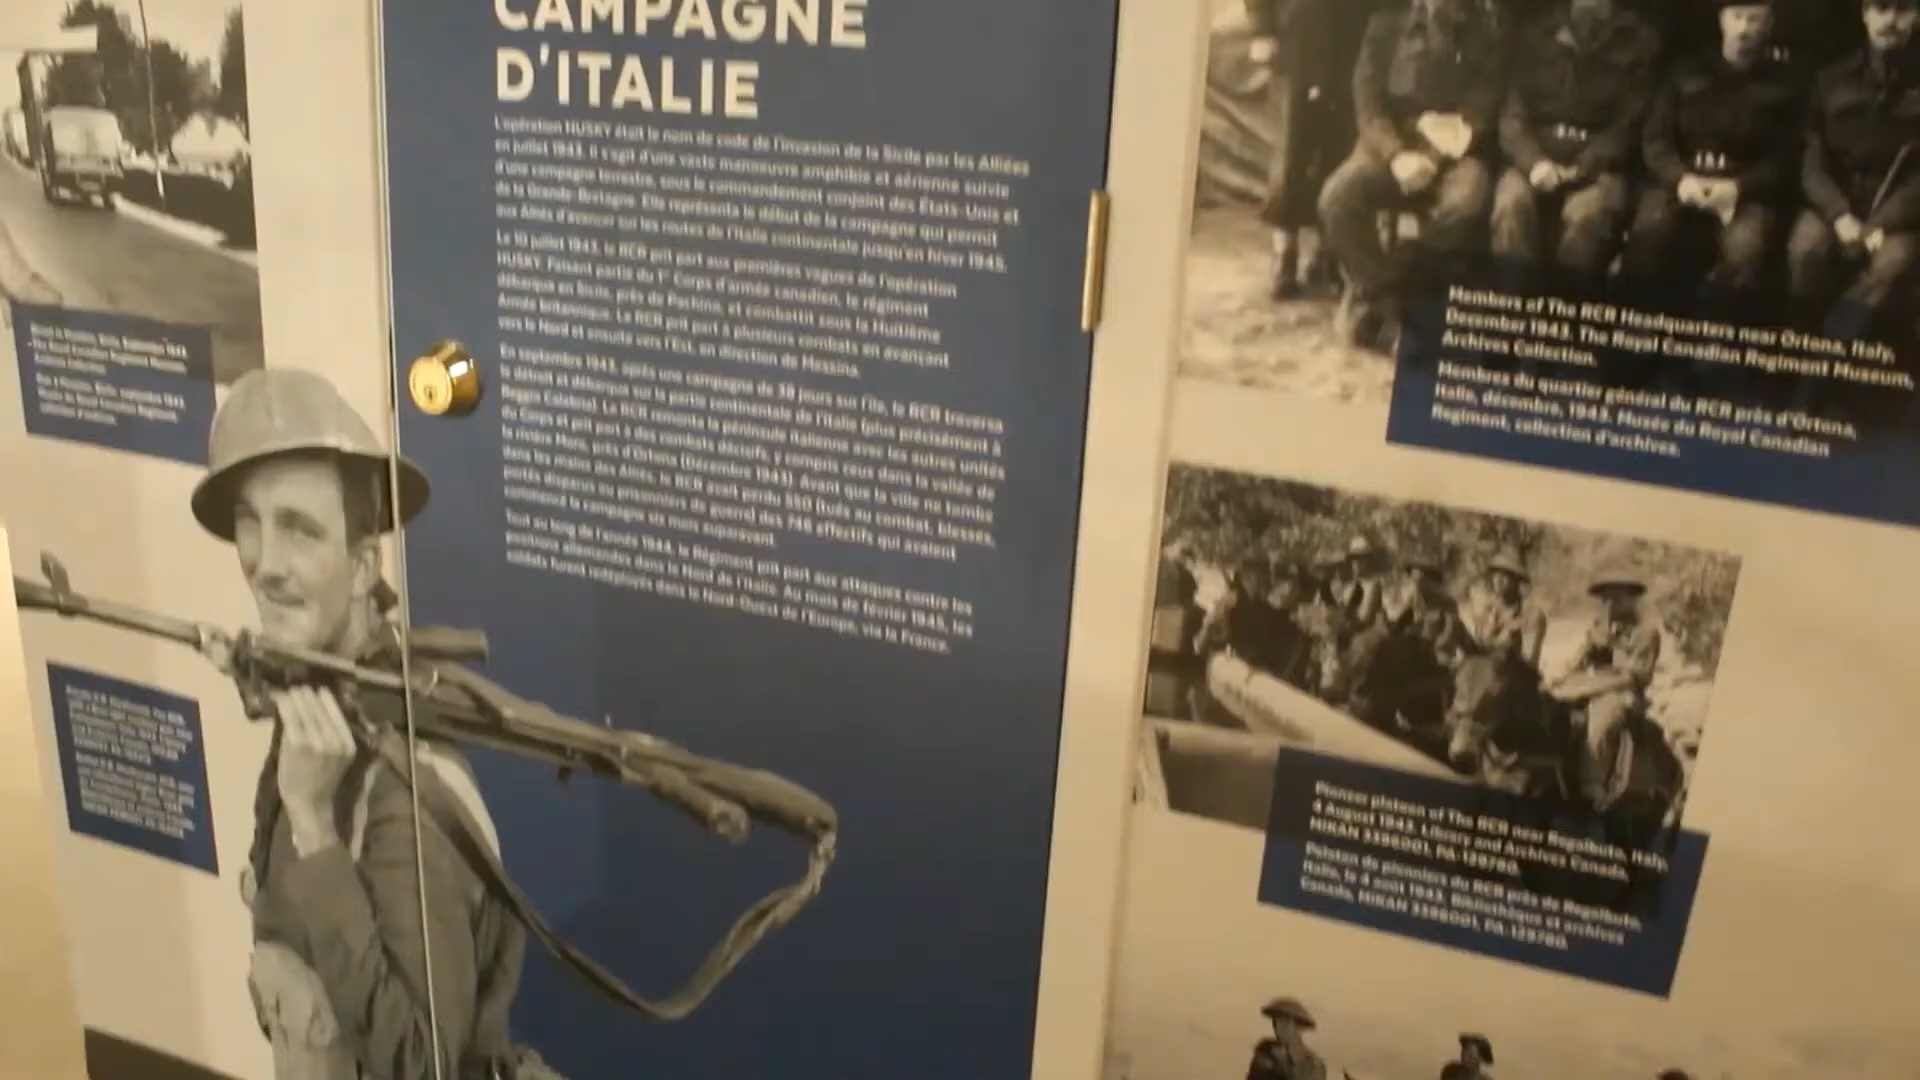 CAMPAGNE
D'ITALIE
L'opération HUSKY était le nom de code de l'invasion de la Sicile par les Alliés
en juillet 1943. Il s'agit d'une vaste manœuvre amphibie et aérienne suivie
d'une campagne terrestre, sous le commandement conjoint des États-Unis et
de la Grande-Bretagne. Elle représente le début de la campagne qui permit
aux Alliés d'avancer sur les routes de l'Italie continentale jusqu'en hiver 1945.
Le 10 juillet 1943, le RCR prit part aux premières vagues de l'opération
HUSKY. Faisant partie du 1er Corps d'armée canadien, le régiment
débarqua en Sicile, près de Pachino, et combattit sous la Huitième
Armée britannique. Le RCR prit part à plusieurs combats en avançant
vers le Nord et ensuite vers l'Est, en direction de Messina.
En septembre 1943, après une campagne de 38 jours sur l'île, le RCR traversa
le détroit et débarqua sur la partie continentale de l'Italie (plus précisément à
Reggio Calabria). Le RCR remonta la péninsule italienne avec les autres unités
du Corps et prit part à des combats décisifs, y compris ceux dans la vallée de
la rivière Moro, près d'Ortona (Décembre 1943). Avant que la ville ne tombe
dans les mains des Alliés, le RCR avait perdu 550 (tués au combat, blessés,
portés disparus ou prisonniers de guerre) des 746 effectifs qui avaient
commencé la campagne six mois auparavant.
Tout au long de l'année 1944, le Régiment prit part aux attaques contre les
positions allemandes dans le Nord de l'Italie. Au mois de février 1945, les
soldats furent redéployés dans le Nord-Ouest de l'Europe, via la France.
Members of The RCR Headquarters near Ortona, Italy,
December 1943. The Royal Canadian Regiment Museum,
Archives Collection.
Membres du quartier général du RCR près d'Ortona,
Italie, décembre, 1943. Musée du Royal Canadian
Regiment, collection d'archives.
Pioneer platoon of The RCR near Regalbuto, Italy,
4 August 1943. Library and Archives Canada,
MIKAN 3396001, PA-129760.
Peloton de pionniers du RCR près de Regalbuto,
Italie, le 4 août 1943. Bibliothèque et archives
Canada, MIKAN 3396001, PA-129760.